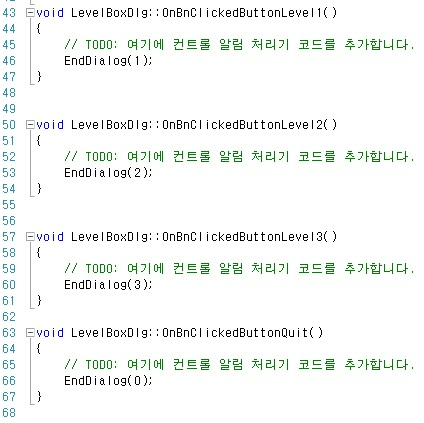 43 void LevelBoxDlg::OnBnClickedButtonLevel1()
44 {
45 // TODO: 여기에 컨트롤 알림 처리기 코드를 추가합니다.
46 EndDialog(1);
47 }
48
49
50 void LevelBoxDlg::OnBnClickedButtonLevel2()
51 {
52 // TODO: 여기에 컨트롤 알림 처리기 코드를 추가합니다.
53 EndDialog(2);
54 }
55
56
57 void LevelBoxDlg::OnBnClickedButtonLevel3()
58 {
59 // TODO: 여기에 컨트롤 알림 처리기 코드를 추가합니다.
60 EndDialog(3);
61 }
62
63 void LevelBoxDlg::OnBnClickedButtonQuit()
64 {
65 // TODO: 여기에 컨트롤 알림 처리기 코드를 추가합니다.
66 EndDialog(0);
67 }
68